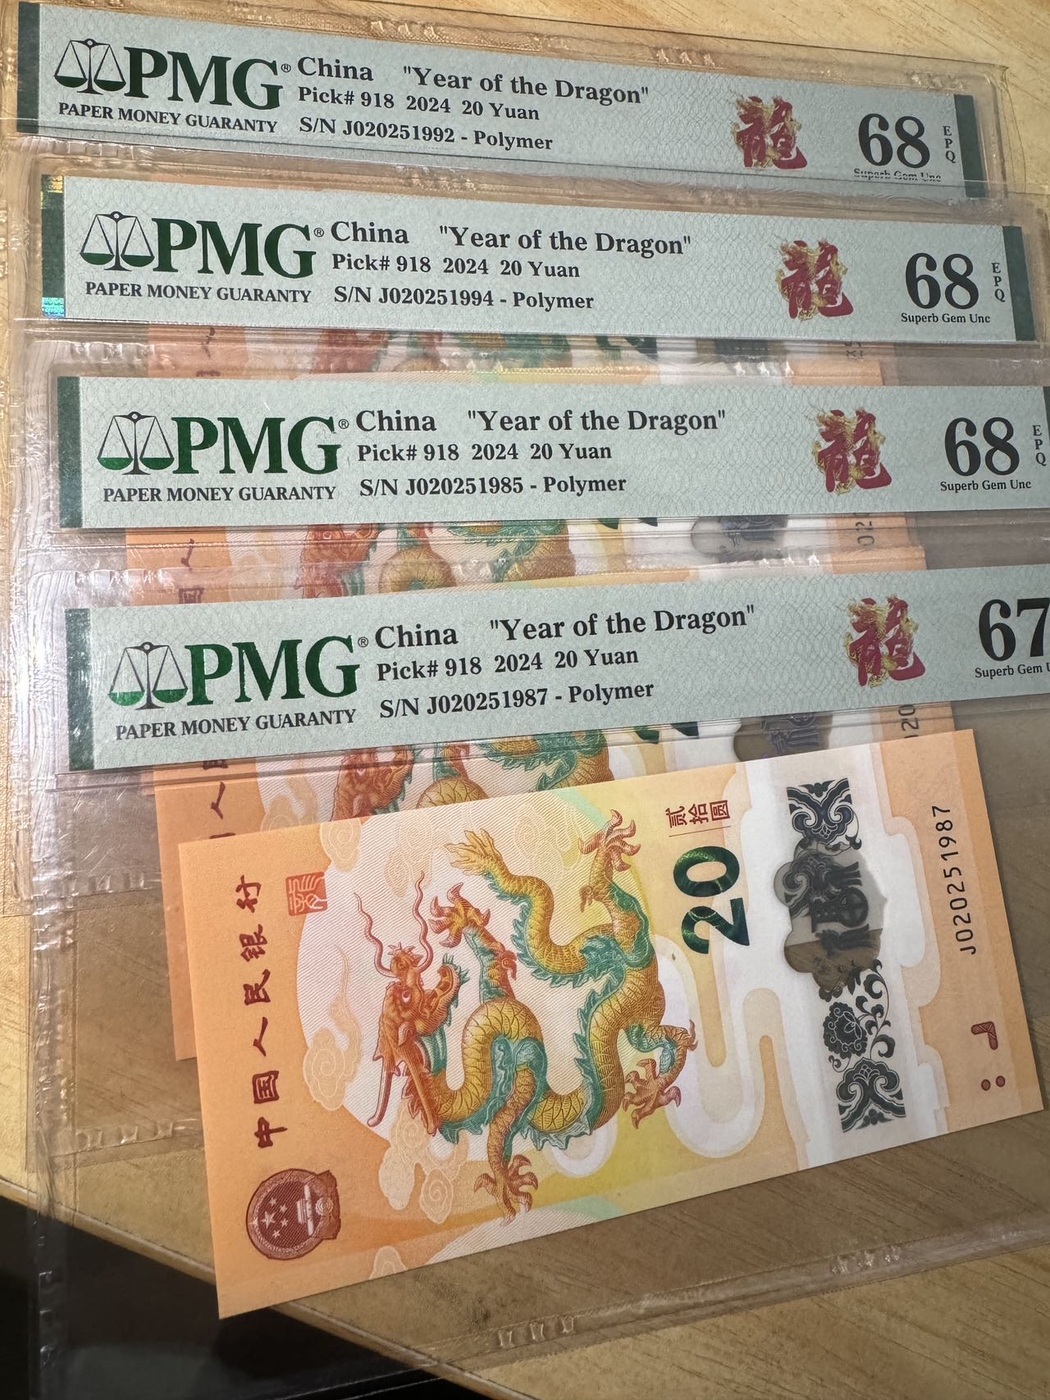 PMG®
PAPER MONEY GUARANTY
China "Year of the Dragon"
Pick# 918 2024 20 Yuan
S/N J020251992 - Polymer
龍
68
EPQ
Superb Gem Unc
PMG®
PAPER MONEY GUARANTY
China "Year of the Dragon"
Pick# 918 2024 20 Yuan
S/N J020251994 - Polymer
龍
68
EPQ
Superb Gem Unc
PMG®
PAPER MONEY GUARANTY
China "Year of the Dragon"
Pick# 918 2024 20 Yuan
S/N J020251985 - Polymer
龍
68
EPQ
Superb Gem Unc
PMG®
PAPER MONEY GUARANTY
China "Year of the Dragon"
Pick# 918 2024 20 Yuan
S/N J020251987 - Polymer
龍
67
Superb Gem
中国人民银行
贰拾圆
20
J020251987